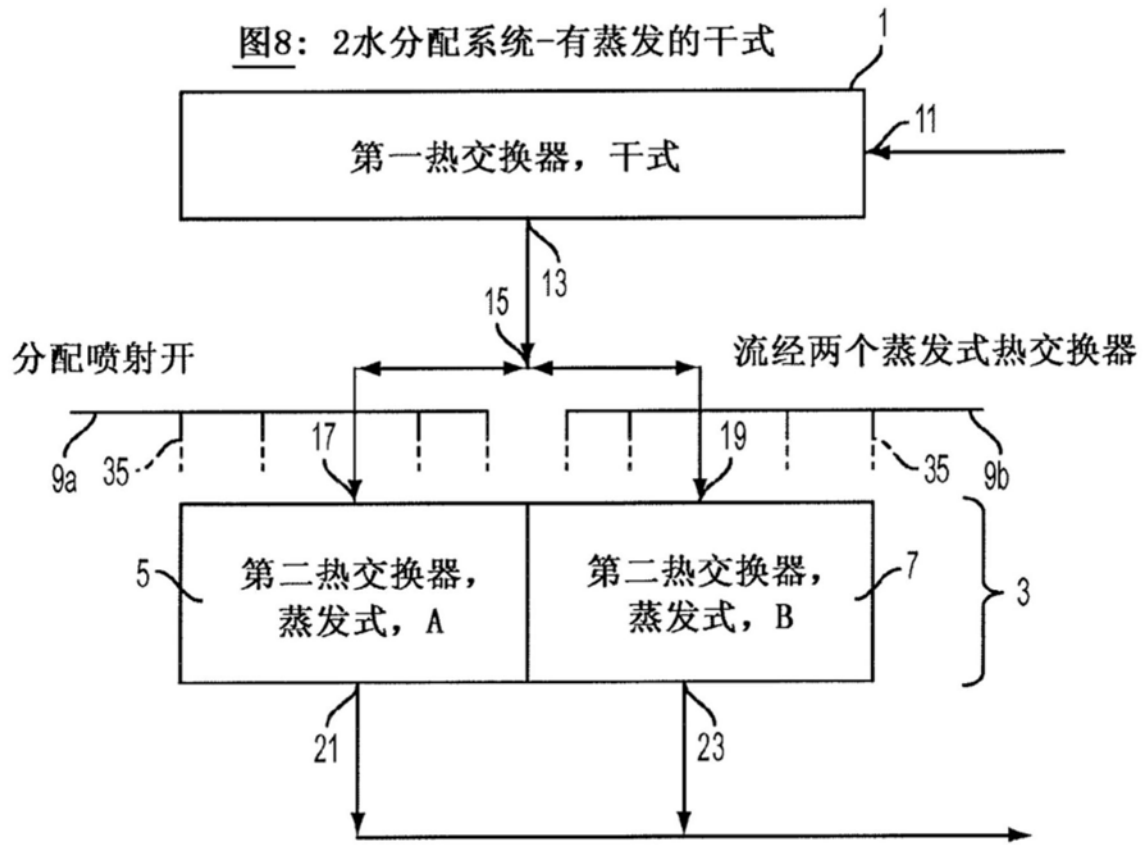 图8: 2水分配系统-有蒸发的干式
1
第一热交换器，干式
11
13
15
分配喷射开
流经两个蒸发式热交换器
9a
35
17
19
35
9b
5
第二热交换器，
蒸发式，A
第二热交换器，
蒸发式，B
7
3
21
23